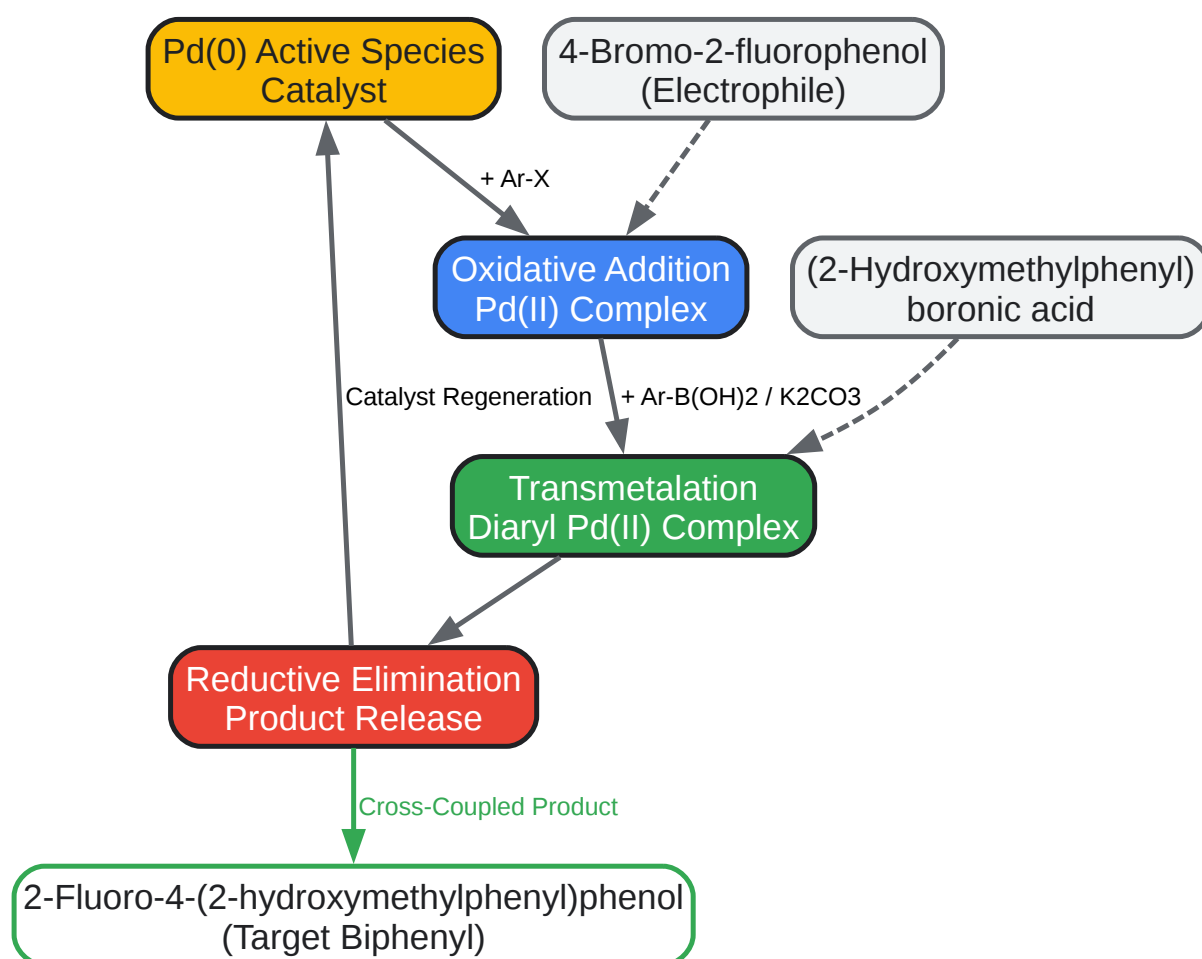 Pd(0) Active Species
Catalyst
4-Bromo-2-fluorophenol
(Electrophile)
+ Ar-X
Oxidative Addition
Pd(II) Complex
(2-Hydroxymethylphenyl)
boronic acid
Catalyst Regeneration
+ Ar-B(OH)2 / K2CO3
Transmetalation
Diaryl Pd(II) Complex
Reductive Elimination
Product Release
Cross-Coupled Product
2-Fluoro-4-(2-hydroxymethylphenyl)phenol
(Target Biphenyl)